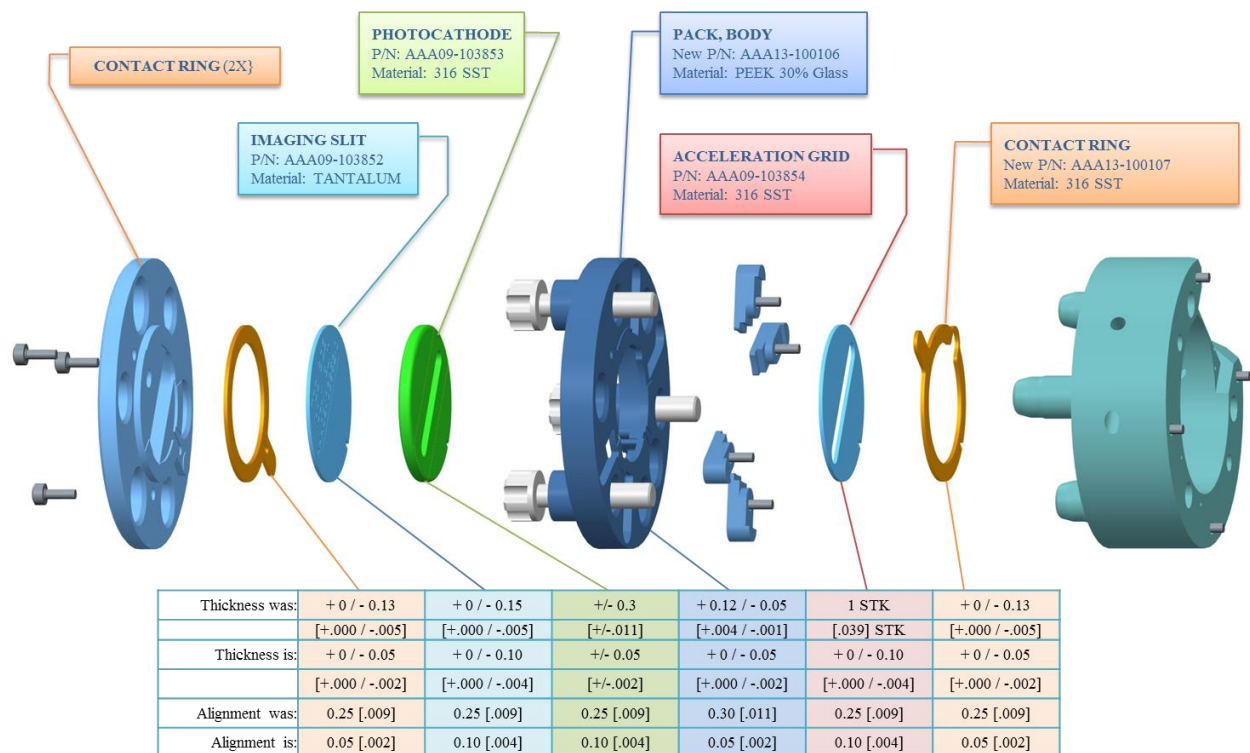 PHOTOCATHODE
P/N: AAA09-103853
Material: 316 SST
PACK, BODY
New P/N: AAA13-100106
Material: PEEK 30% Glass
CONTACT RING (2X}
IMAGING SLIT
P/N: AAA09-103852
Material: TANTALUM
ACCELERATION GRID
P/N: AAA09-103854
Material: 316 SST
CONTACT RING
New P/N: AAA13-100107
Material: 316 SST
Thickness was: + 0 / - 0.13 + 0 / - 0.15 +/- 0.3 + 0.12 / - 0.05 1 STK + 0 / - 0.13
[+.000 / -.005] [+.000 / -.005] [+/-.011] [+.004 / -.001] [.039] STK [+.000 / -.005]
Thickness is: + 0 / - 0.05 + 0 / - 0.10 +/- 0.05 + 0 / - 0.05 + 0 / - 0.10 + 0 / - 0.05
[+.000 / -.002] [+.000 / -.004] [+/-.002] [+.000 / -.002] [+.000 / -.004] [+.000 / -.002]
Alignment was: 0.25 [.009] 0.25 [.009] 0.25 [.009] 0.30 [.011] 0.25 [.009] 0.25 [.009]
Alignment is: 0.05 [.002] 0.10 [.004] 0.10 [.004] 0.05 [.002] 0.10 [.004] 0.05 [.002]